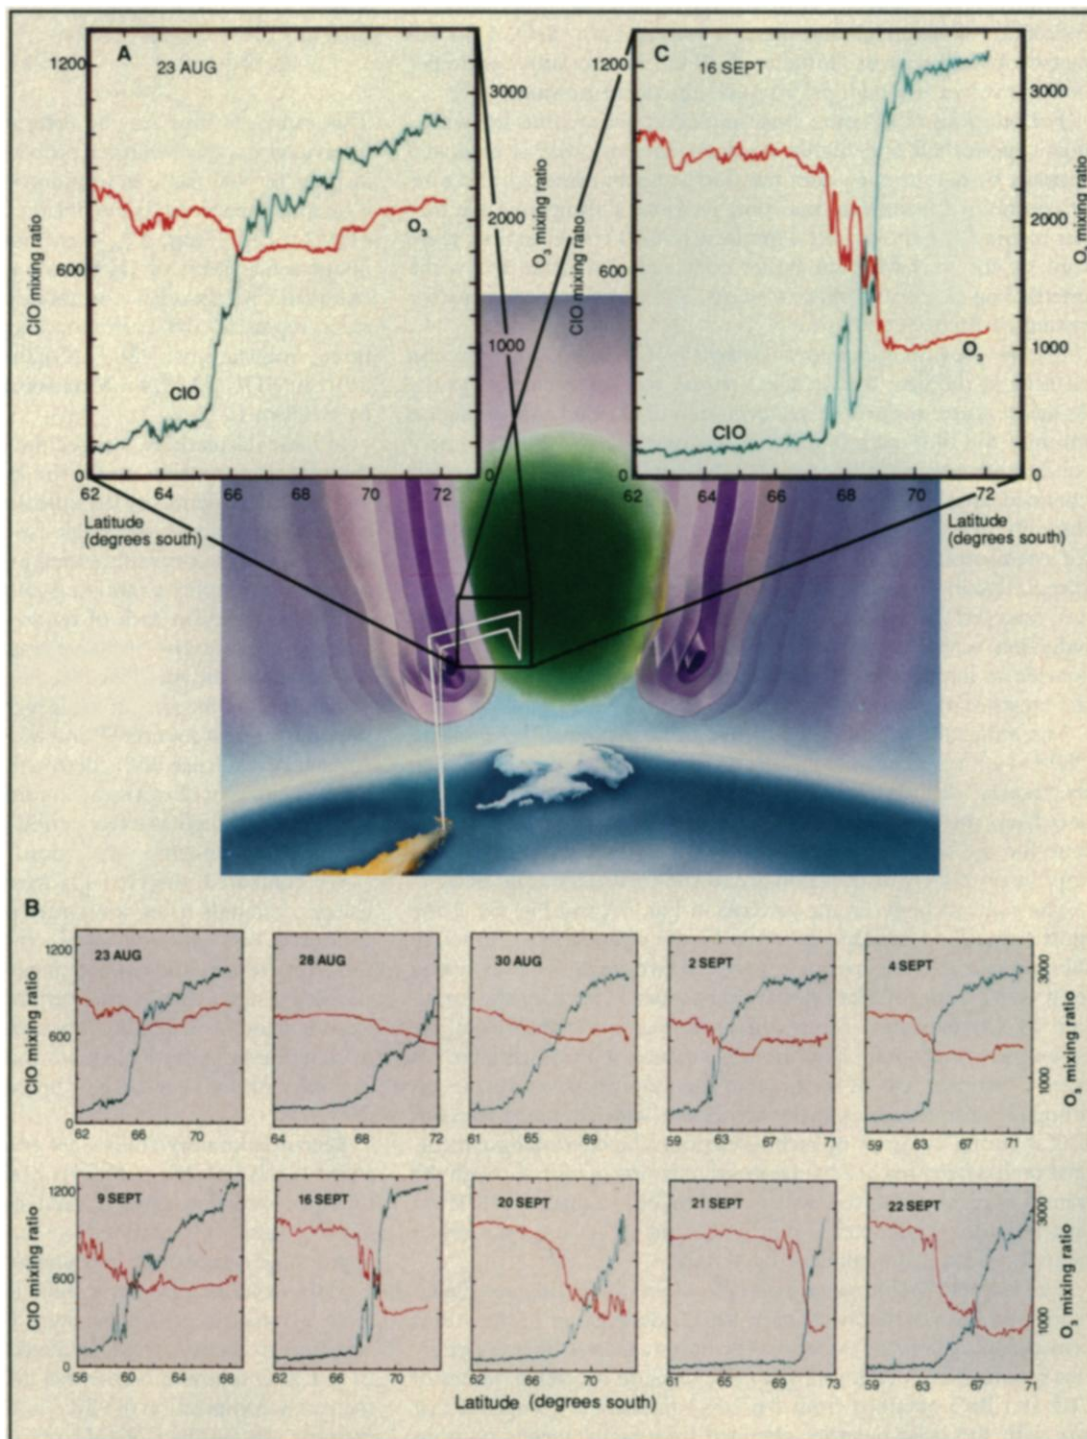 A
23 AUG
1200
600
0
ClO mixing ratio
3000
2000
1000
0
O3 mixing ratio
O3
ClO
62 64 66 68 70 72
Latitude
(degrees south)
C
16 SEPT
1200
600
0
ClO mixing ratio
3000
2000
1000
0
O3 mixing ratio
O3
ClO
62 64 66 68 70 72
Latitude
(degrees south)
B
ClO mixing ratio
1200
600
0
23 AUG
62 66 70
28 AUG
64 68 72
30 AUG
61 65 69
2 SEPT
59 63 67 71
4 SEPT
59 63 67 71
3000
1000
O3 mixing ratio
ClO mixing ratio
1200
600
0
9 SEPT
56 60 64 68
16 SEPT
62 66 70
20 SEPT
62 66 70
21 SEPT
61 65 69 73
22 SEPT
59 63 67 71
3000
1000
O3 mixing ratio
Latitude (degrees south)